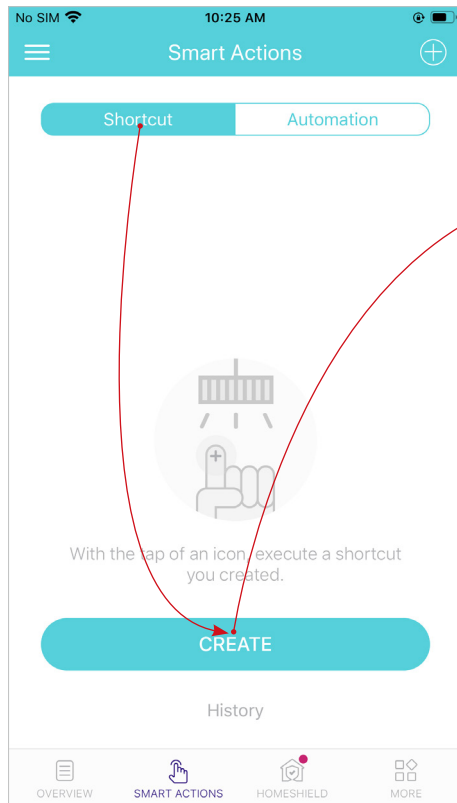 No SIM 10:25 AM
Smart Actions
Shortcut Automation
With the tap of an icon, execute a shortcut
you created.
CREATE
History
OVERVIEW SMART ACTIONS HOMESHIELD MORE